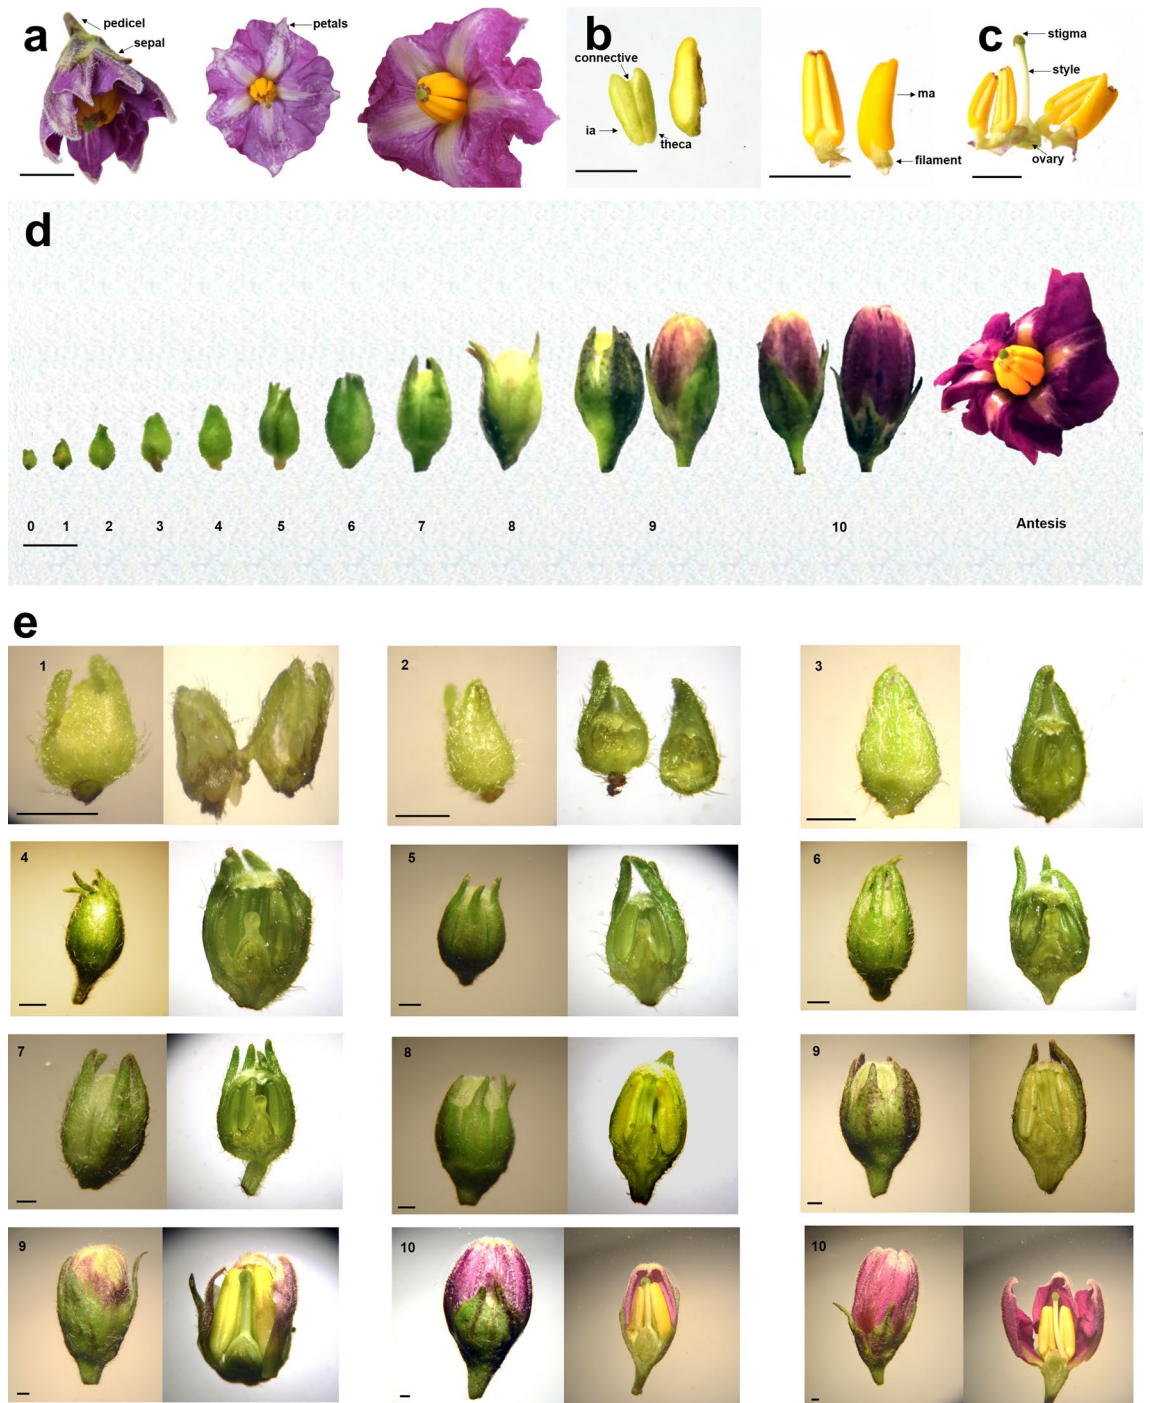 a
pedicel
sepal
petals
b
connective
ia
theca
ma
filament
c
stigma
style
ovary
d
0 1 2 3 4 5 6 7 8 9 10 Antesis
e
1 2 3
4 5 6
7 8 9
9 10 10